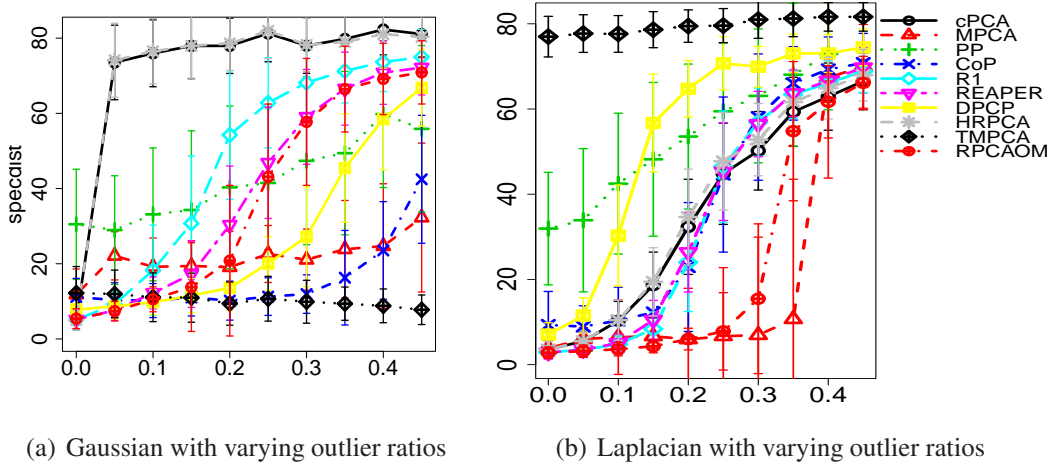 specdist
80
60
40
20
0
0.0 0.1 0.2 0.3 0.4
80
60
40
20
0
0.0 0.1 0.2 0.3 0.4
cPCA
MPCA
PP
CoP
R1
REAPER
DPCP
HRPCA
TMPCA
RPCAOM
(a) Gaussian with varying outlier ratios
(b) Laplacian with varying outlier ratios